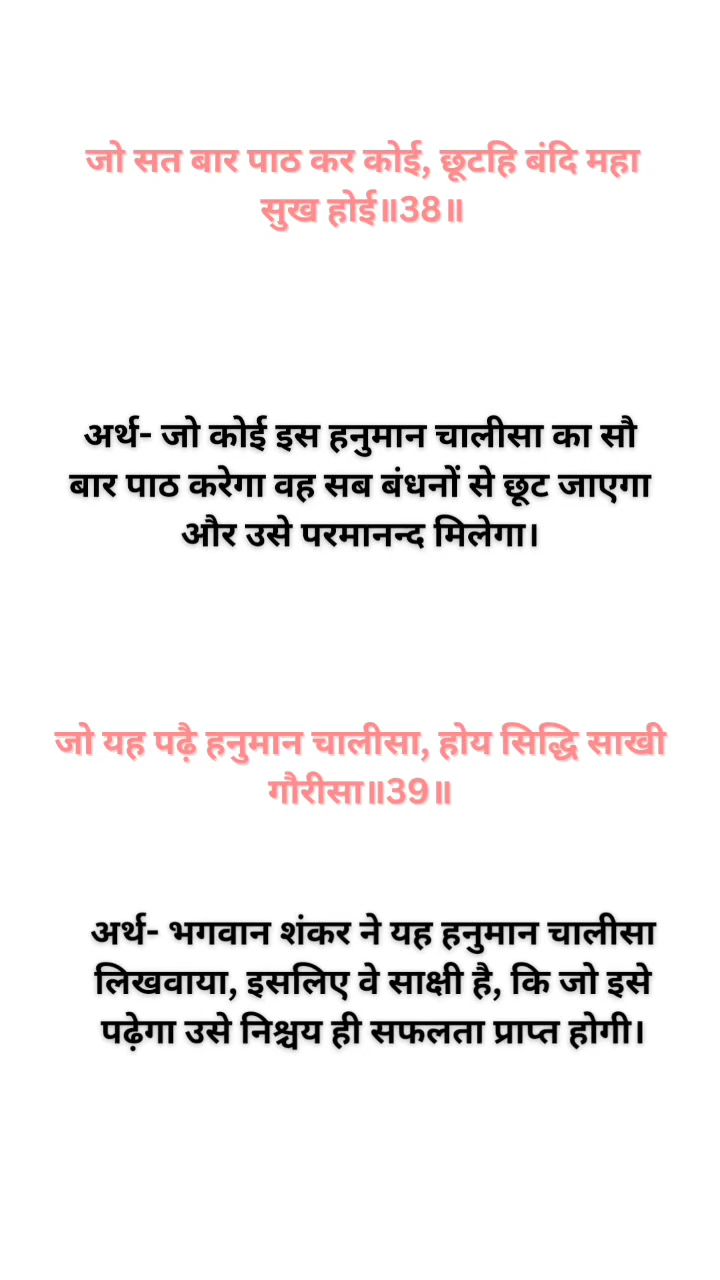 जो सत बार पाठ कर कोई, छूटहि बंदि महा
सुख होई॥38॥
अर्थ- जो कोई इस हनुमान चालीसा का सौ
बार पाठ करेगा वह सब बंधनों से छूट जाएगा
और उसे परमानन्द मिलेगा।
जो यह पढ़ै हनुमान चालीसा, होय सिद्धि साखी
गौरीसा॥39॥
अर्थ- भगवान शंकर ने यह हनुमान चालीसा
लिखवाया, इसलिए वे साक्षी है, कि जो इसे
पढ़ेगा उसे निश्चय ही सफलता प्राप्त होगी।